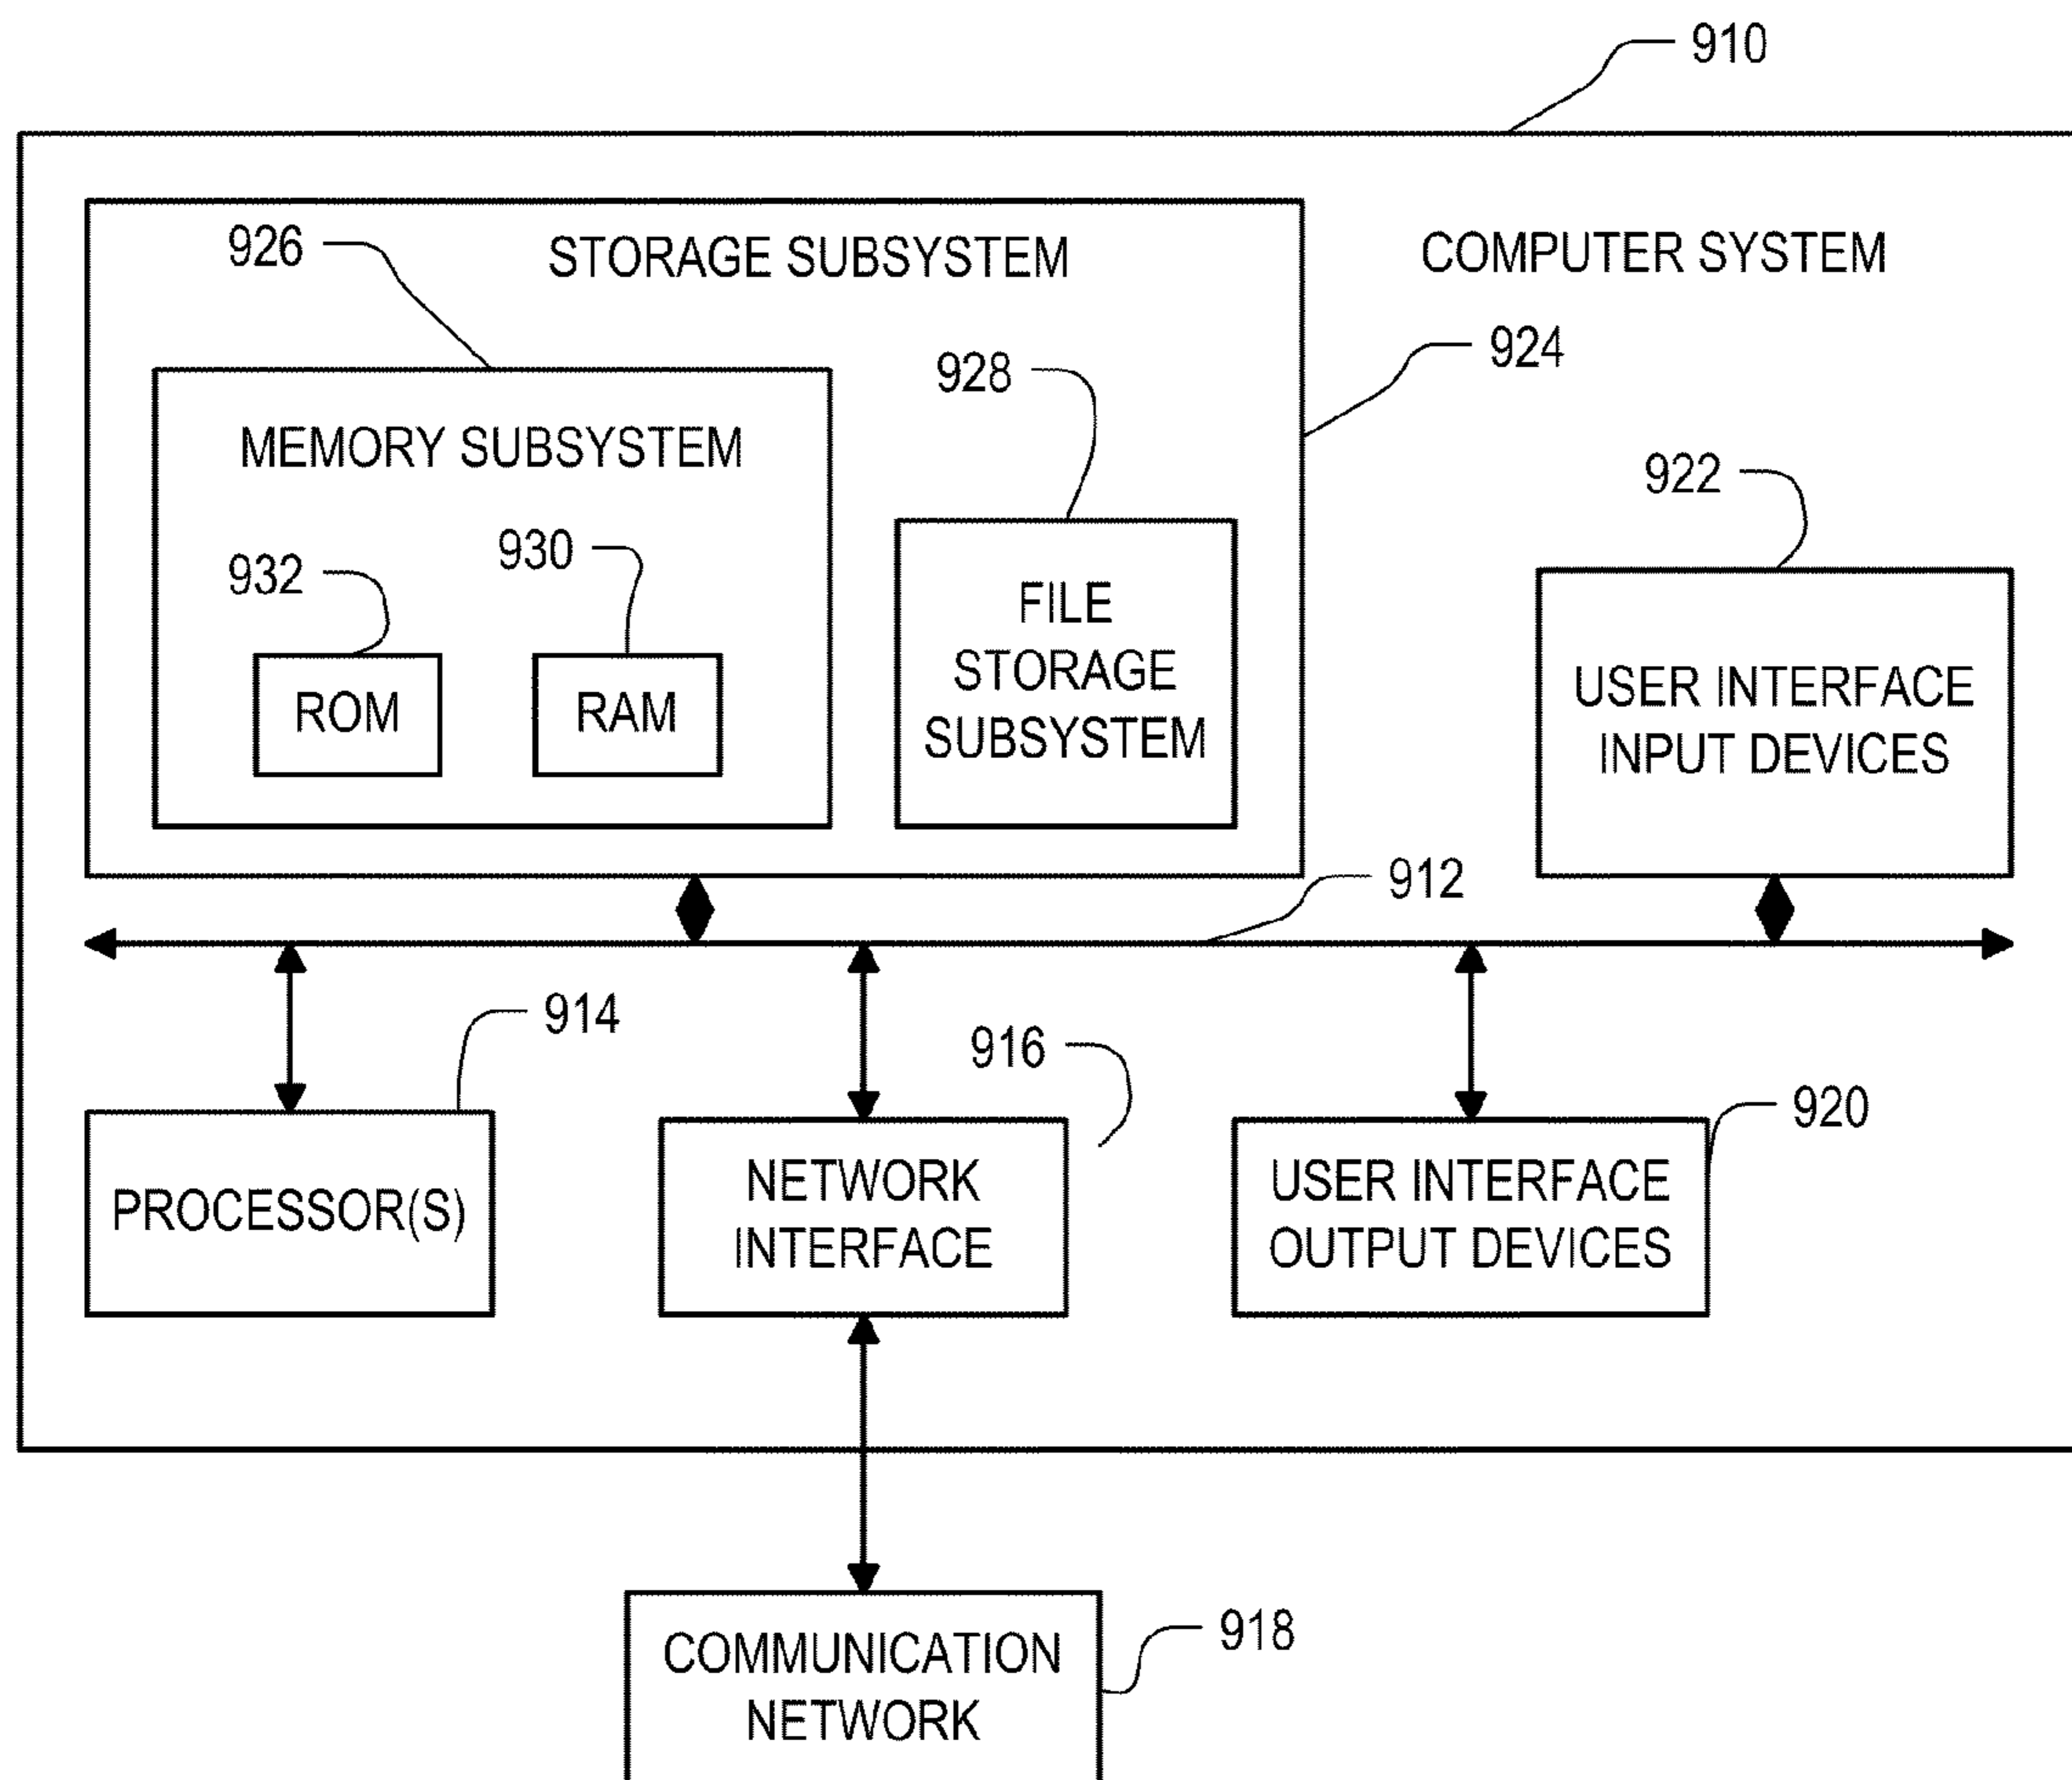 910
926
STORAGE SUBSYSTEM
COMPUTER SYSTEM
924
928
MEMORY SUBSYSTEM
922
930
932
FILE
STORAGE
SUBSYSTEM
ROM
RAM
USER INTERFACE
INPUT DEVICES
912
914
916
920
PROCESSOR(S)
NETWORK
INTERFACE
USER INTERFACE
OUTPUT DEVICES
918
COMMUNICATION
NETWORK